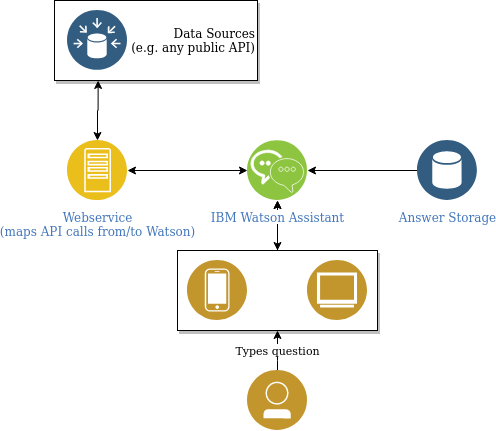 Data Sources
(e.g. any public API)
Webservice
(maps API calls from/to Watson)
IBM Watson Assistant
Answer Storage
Types question